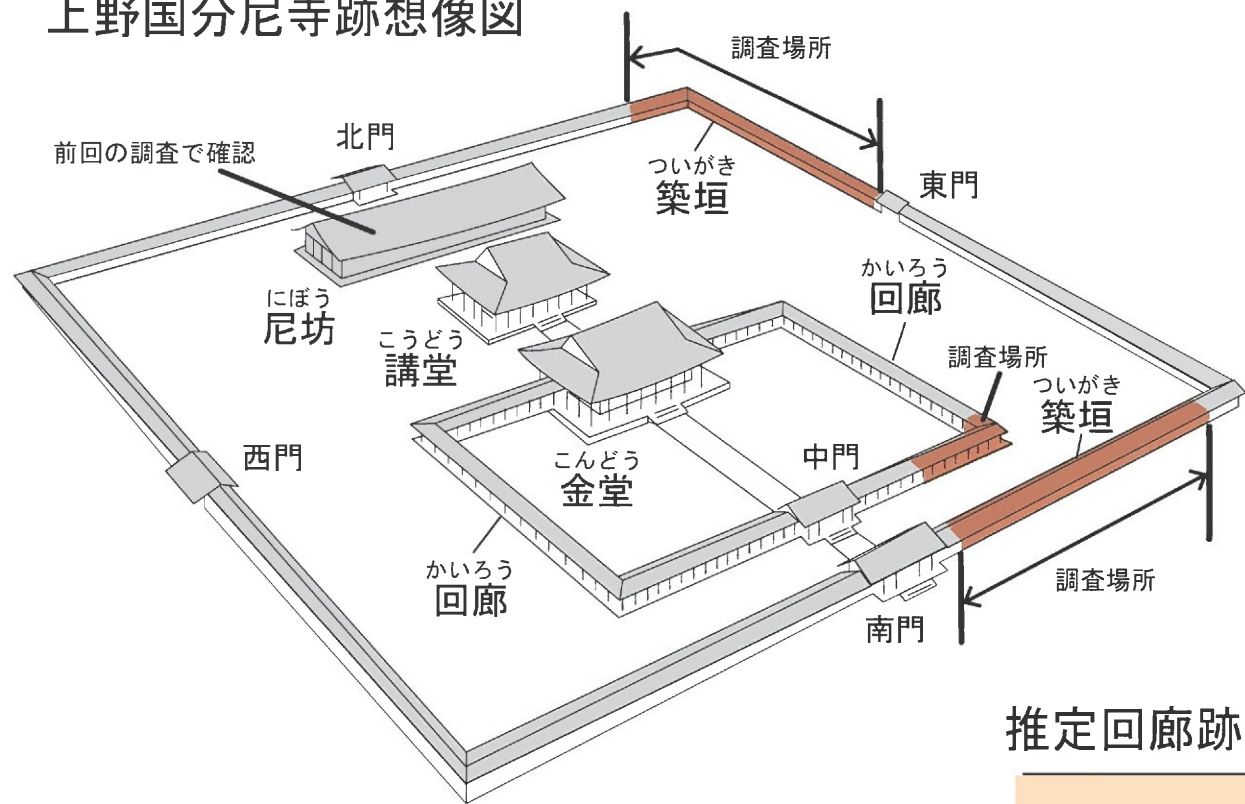 上野国分尼寺跡想像図
調査場所
北門
前回の調査で確認
ついがき
築垣
東門
かいろう
回廊
にぼう
尼坊
こうどう
講堂
調査場所
ついがき
築垣
西門
こんどう
金堂
中門
かいろう
回廊
調査場所
南門
推定回廊跡